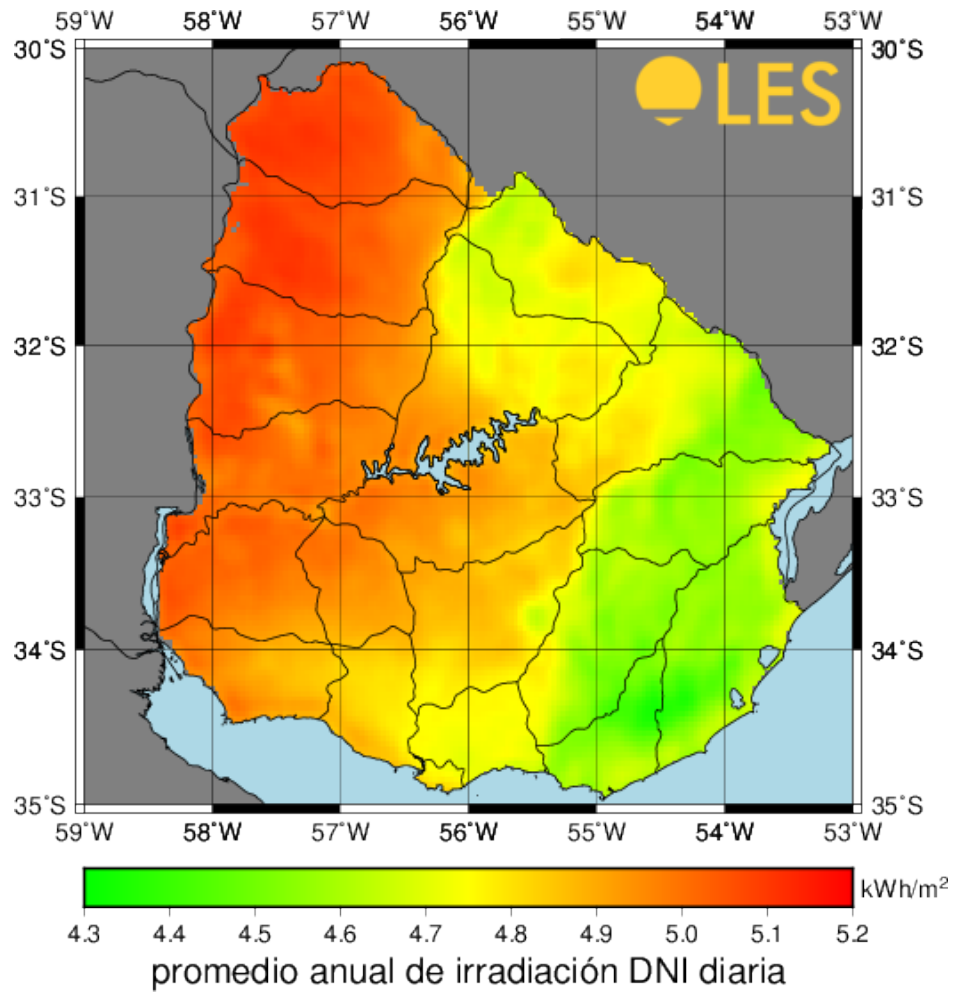 59°W 58°W 57°W 56°W 55°W 54°W 53°W
30°S 30°S
LES
31°S 31°S
32°S 32°S
33°S 33°S
34°S 34°S
35°S 35°S
59°W 58°W 57°W 56°W 55°W 54°W 53°W
kWh/m²
4.3 4.4 4.5 4.6 4.7 4.8 4.9 5.0 5.1 5.2
promedio anual de irradiación DNI diaria